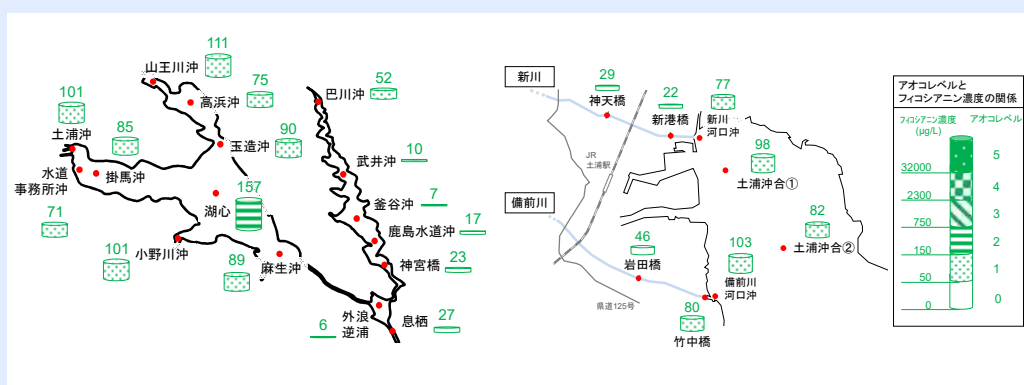 111
山王川沖
75
高浜沖
52
巴川沖
101
土浦沖
85
掛馬沖
90
玉造沖
10
武井沖
水道
事務所沖
71
157
湖心
7
釜谷沖
17
鹿島水道沖
小野川沖
101
89
麻生沖
神宮橋
23
外浪
逆浦
6
息栖
27
新川
29
神天橋
22
新港橋
77
新川
河口沖
JR
土浦駅
98
土浦沖合①
備前川
82
土浦沖合②
46
岩田橋
103
備前川
河口沖
県道125号
80
竹中橋
アオコレベルと
フィコシアニン濃度の関係
フィコシアニン濃度
(μg/L)
アオコレベル
5
32000
4
2300
3
750
2
150
1
50
0
0